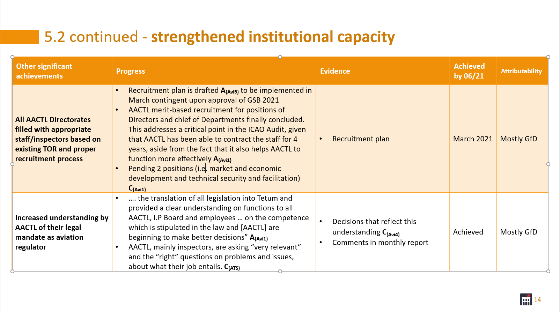 5.2 continued - strengthened institutional capacity
Other significant
achievements
Progress
Evidence
Achieved
by 06/21
Attributability
All AACTL Directorates
filled with appropriate
staff/inspectors based on
existing TOR and proper
recruitment process
• Recruitment plan is drafted A(Avi5) to be implemented in
March contingent upon approval of GSB 2021
• AACTL merit-based recruitment for positions of
Directors and chief of Departments finally concluded.
This addresses a critical point in the ICAO Audit, given
that AACTL has been able to contract the staff for 4
years, aside from the fact that it also helps AACTL to
function more effectively A(Avi1)
• Pending 2 positions (i.e, market and economic
development and technical security and facilitation)
C(Avi1)
• Recruitment plan
March 2021
Mostly GfD
Increased understanding by
AACTL of their legal
mandate as aviation
regulator
• …. the translation of all legislation into Tetum and
provided a clear understanding on functions to all
AACTL, I.P Board and employees … on the competence
which is stipulated in the law and [AACTL] are
beginning to make better decisions" A(Avi1)
• AACTL, mainly inspectors, are asking "very relevant"
and the "right" questions on problems and issues,
about what their job entails. C(ATS)
• Decisions that reflect this
understanding C(Avi4)
• Comments in monthly report
Achieved
Mostly GfD
14